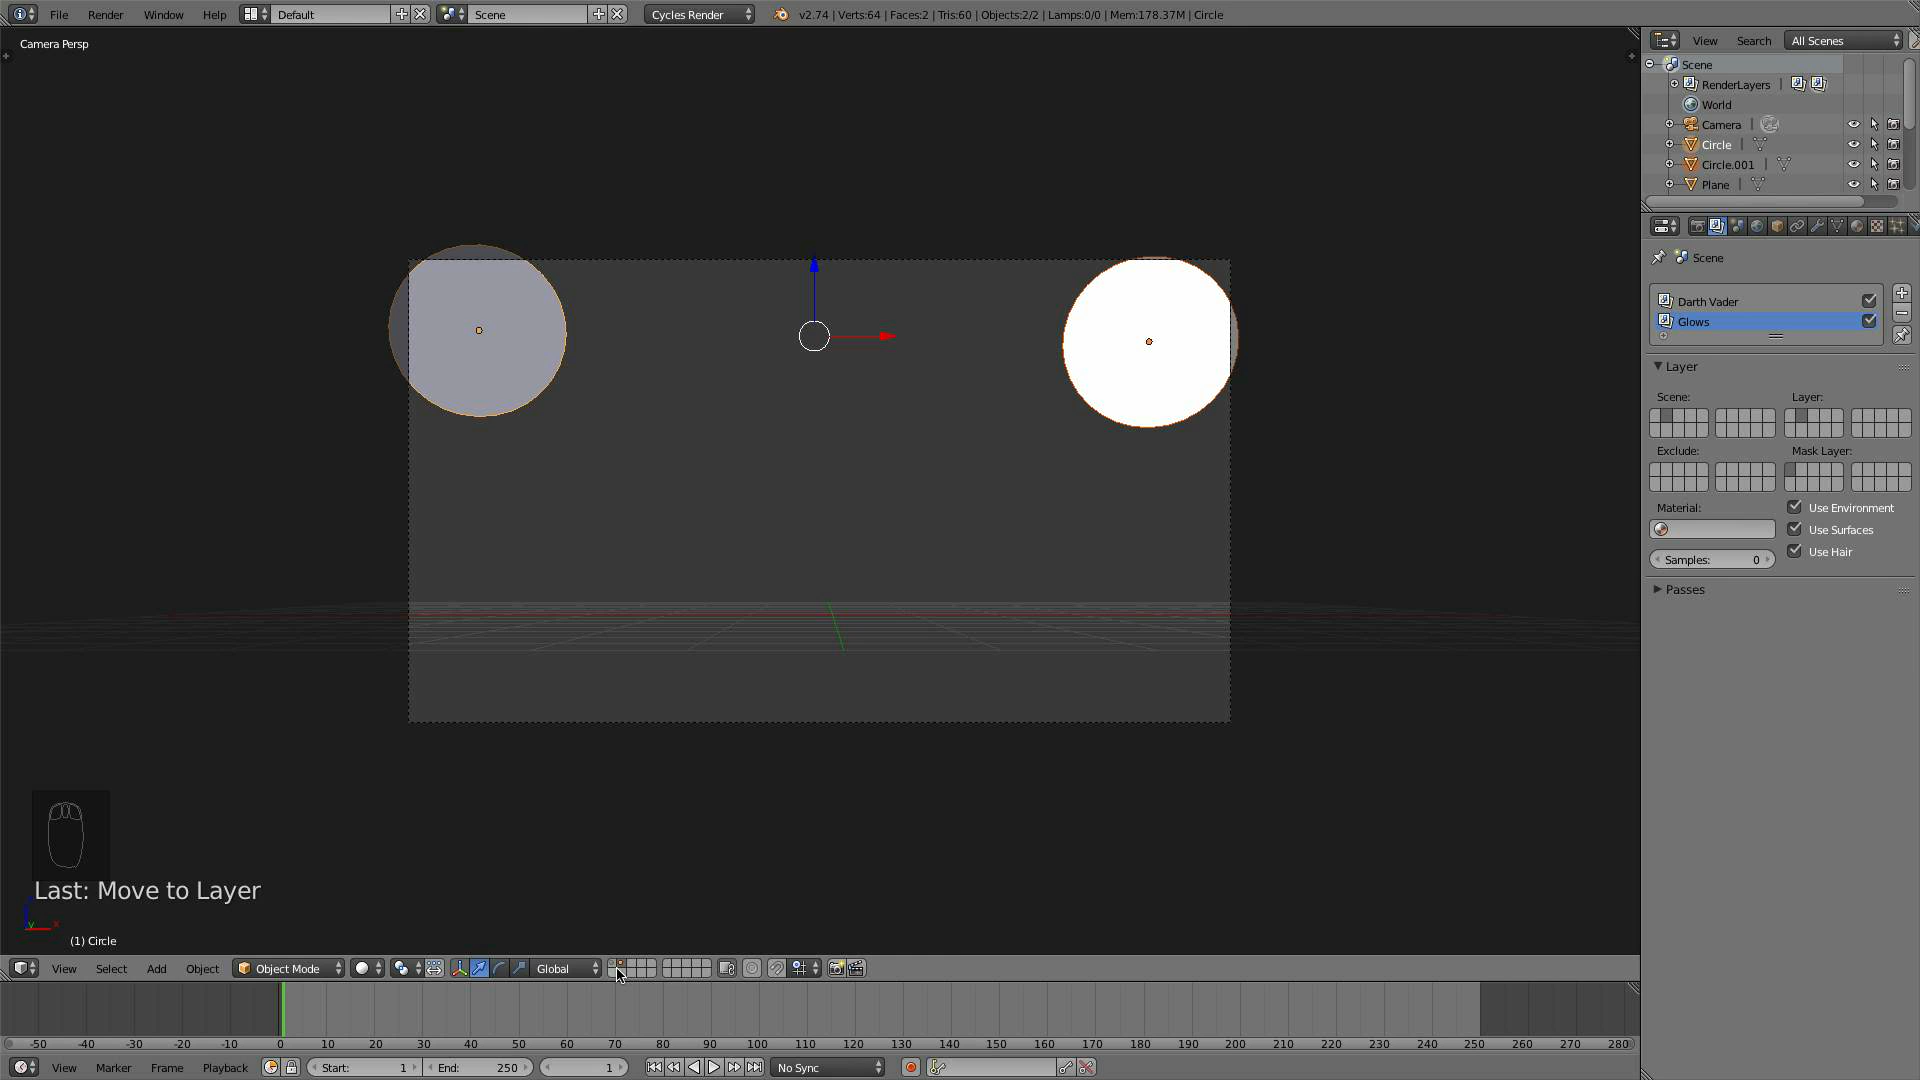 File Render Window Help Default Scene Cycles Render v2.74 | Verts:64 | Faces:2 | Tris:60 | Objects:2/2 | Lamps:0/0 | Mem:178.37M | Circle
Camera Persp
View Search All Scenes
Scene
RenderLayers
World
Camera
Circle
Circle.001
Plane
Scene
Darth Vader
Glows
Layer
Scene: Layer:
Exclude: Mask Layer:
Material: Use Environment
Use Surfaces
Use Hair
Samples: 0
Passes
Last: Move to Layer
(1) Circle
View Select Add Object Object Mode Global
-50 -40 -30 -20 -10 0 10 20 30 40 50 60 70 80 90 100 110 120 130 140 150 160 170 180 190 200 210 220 230 240 250 260 270 280
View Marker Frame Playback Start: 1 End: 250 1 No Sync